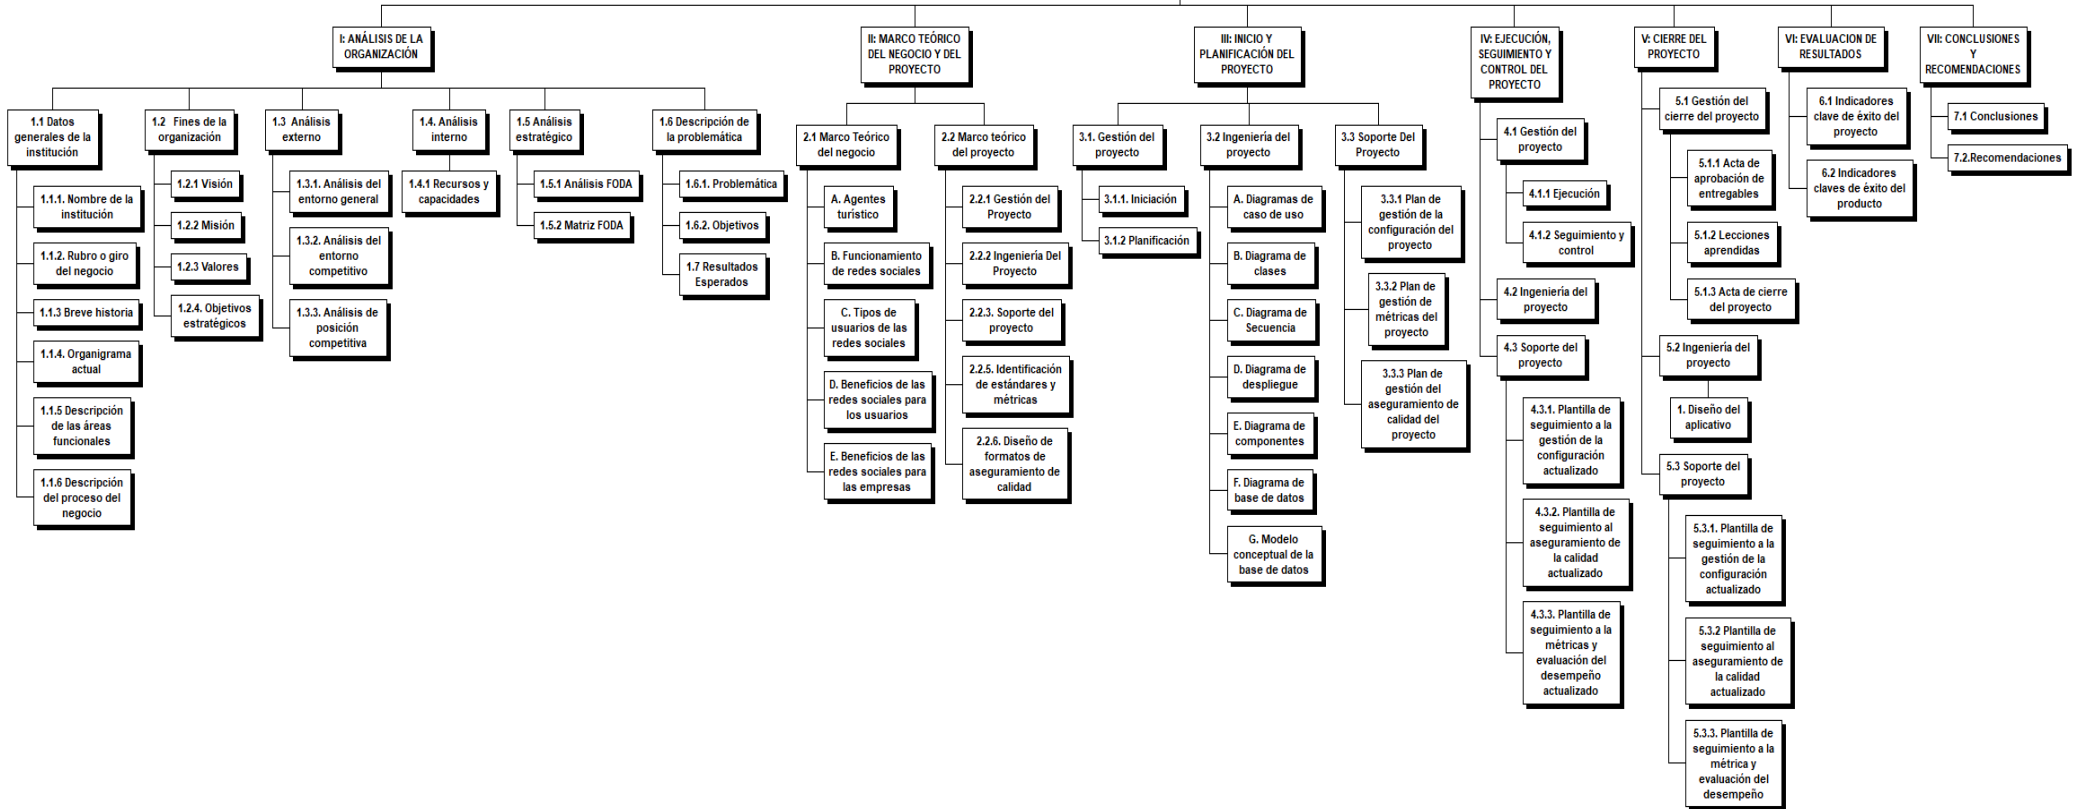 I: ANÁLISIS DE LA
ORGANIZACIÓN
1.1 Datos
generales de la
institución
1.1.1. Nombre de la
institución
1.1.2. Rubro o giro
del negocio
1.1.3 Breve historia
1.1.4. Organigrama
actual
1.1.5 Descripción
de las áreas
funcionales
1.1.6 Descripción
del proceso del
negocio
1.2 Fines de la
organización
1.2.1 Visión
1.2.2 Misión
1.2.3 Valores
1.2.4. Objetivos
estratégicos
1.3 Análisis
externo
1.3.1. Análisis del
entorno general
1.3.2. Análisis del
entorno
competitivo
1.3.3. Análisis de
posición
competitiva
1.4. Análisis
interno
1.4.1 Recursos y
capacidades
1.5 Análisis
estratégico
1.5.1 Análisis FODA
1.5.2 Matriz FODA
1.6 Descripción de
la problemática
1.6.1. Problemática
1.6.2. Objetivos
1.7 Resultados
Esperados
II: MARCO TEÓRICO
DEL NEGOCIO Y DEL
PROYECTO
2.1 Marco Teórico
del negocio
A. Agentes
turístico
B. Funcionamiento
de redes sociales
C. Tipos de
usuarios de las
redes sociales
D. Beneficios de las
redes sociales para
los usuarios
E. Beneficios de las
redes sociales para
las empresas
2.2 Marco teórico
del proyecto
2.2.1 Gestión del
Proyecto
2.2.2 Ingeniería Del
Proyecto
2.2.3. Soporte del
proyecto
2.2.5. Identificación
de estándares y
métricas
2.2.6. Diseño de
formatos de
aseguramiento de
calidad
III: INICIO Y
PLANIFICACIÓN DEL
PROYECTO
3.1. Gestión del
proyecto
3.1.1. Iniciación
3.1.2 Planificación
3.2 Ingeniería del
proyecto
A. Diagramas de
caso de uso
B. Diagrama de
clases
C. Diagrama de
Secuencia
D. Diagrama de
despliegue
E. Diagrama de
componentes
F. Diagrama de
base de datos
G. Modelo
conceptual de la
base de datos
3.3 Soporte Del
Proyecto
3.3.1 Plan de
gestión de la
configuración del
proyecto
3.3.2 Plan de
gestión de
métricas del
proyecto
3.3.3 Plan de
gestión del
aseguramiento de
calidad del
proyecto
IV: EJECUCIÓN,
SEGUIMIENTO Y
CONTROL DEL
PROYECTO
4.1 Gestión del
proyecto
4.1.1 Ejecución
4.1.2 Seguimiento y
control
4.2 Ingeniería del
proyecto
4.3 Soporte del
proyecto
4.3.1. Plantilla de
seguimiento a la
gestión de la
configuración
actualizado
4.3.2. Plantilla de
seguimiento al
aseguramiento de
la calidad
actualizado
4.3.3. Plantilla de
seguimiento a la
métricas y
evaluación del
desempeño
actualizado
V: CIERRE DEL
PROYECTO
5.1 Gestión del
cierre del proyecto
5.1.1 Acta de
aprobación de
entregables
5.1.2 Lecciones
aprendidas
5.1.3 Acta de cierre
del proyecto
5.2 Ingeniería del
proyecto
1. Diseño del
aplicativo
5.3 Soporte del
proyecto
5.3.1. Plantilla de
seguimiento a la
gestión de la
configuración
actualizado
5.3.2 Plantilla de
seguimiento al
aseguramiento de
la calidad
actualizado
5.3.3. Plantilla de
seguimiento a la
métrica y
evaluación del
desempeño
VI: EVALUACION DE
RESULTADOS
6.1 Indicadores
clave de éxito del
proyecto
6.2 Indicadores
claves de éxito del
producto
VII: CONCLUSIONES
Y
RECOMENDACIONES
7.1 Conclusiones
7.2.Recomendaciones